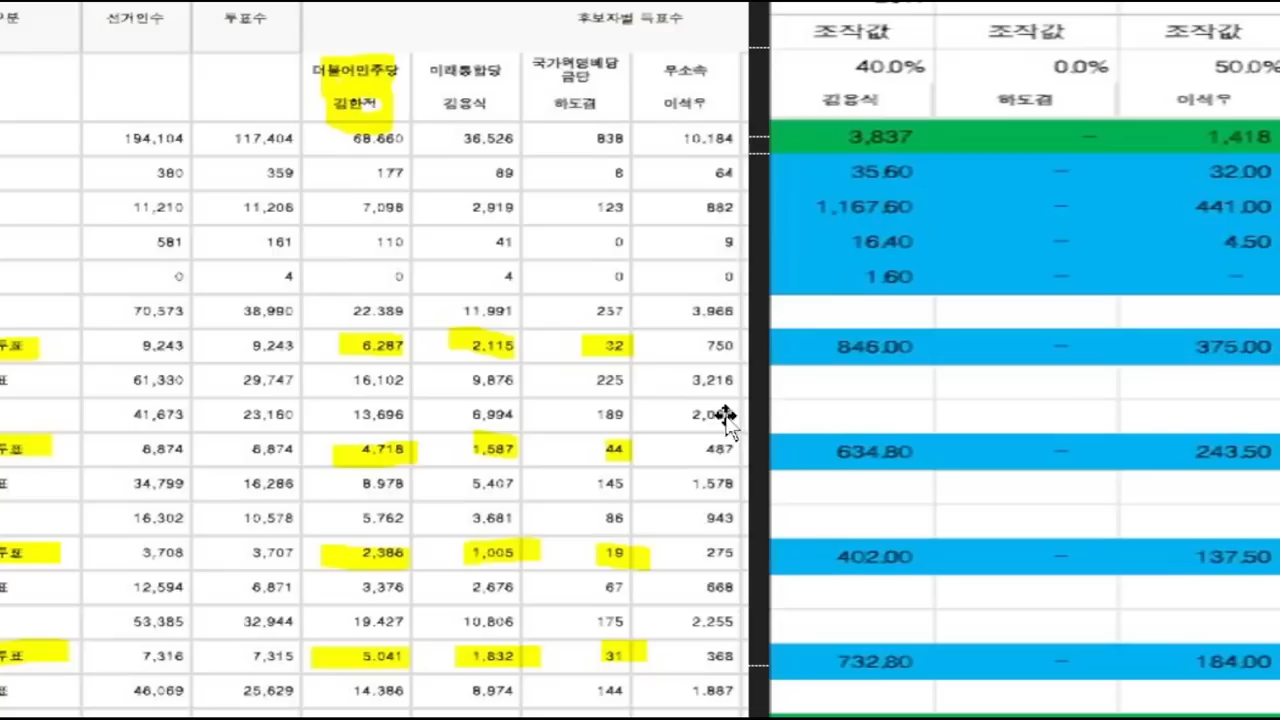 구분 선거인수 투표수 후보자별 득표수 조작값 조작값 조작값
더불어민주당 미래통합당 국가혁명배당금당 무소속 40.0% 0.0% 50.0%
김한정 김용식 하도겸 이석우 김용식 하도겸 이석우
194,104 117,404 68.660 36,526 838 10,184 3,837 – 1,418
380 359 177 89 8 64 35.60 – 32.00
11,210 11,208 7,098 2,919 123 882 1,167.60 – 441.00
581 161 110 41 0 9 16.40 – 4.50
0 4 0 4 0 0 1.60 – –
70,573 38,990 22.389 11,991 257 3.966
투표 9,243 9,243 6.287 2,115 32 750 846.00 – 375.00
표 61,330 29,747 16,102 9,876 225 3,216
41,673 23,160 13,696 6,994 189
투표 6,874 6,874 4.718 1,587 44 487 634.80 – 243.50
표 34,799 16,286 8.978 5,407 145 1.578
16,302 10,578 5.762 3,681 86 943
투표 3,708 3,707 2,386 1,005 19 275 402.00 – 137.50
표 12,594 6,871 3,376 2,676 67 668
53,385 32,944 19.427 10,806 175 2.255
투표 7,316 7,315 5.041 1,832 31 368 732.80 – 184.00
표 46,069 25,629 14.386 8,974 144 1.887